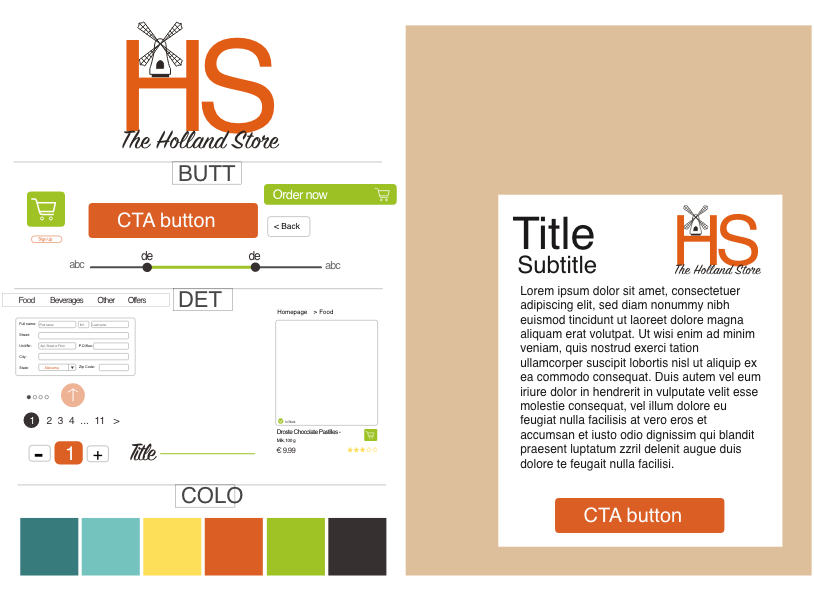 HS
The Holland Store
BUTT
Order now
CTA button
< Back
Sign up
de de
abc abc
DET
Food Beverages Other Offers
Homepage > Food
Full name: Full name M.I. Last name
Street:
Unit/Nr:
P.O.Box:
City:
State:
Zip Code:
In Stock
1 2 3 4 ... 11 >
Droste Chocolate Pastilles -
Milk, 100 g
€ 9.99
- 1 +
Title
COLO
Title
Subtitle
HS
The Holland Store
Lorem ipsum dolor sit amet, consectetuer
adipiscing elit, sed diam nonummy nibh
euismod tincidunt ut laoreet dolore magna
aliquam erat volutpat. Ut wisi enim ad minim
veniam, quis nostrud exerci tation
ullamcorper suscipit lobortis nisl ut aliquip ex
ea commodo consequat. Duis autem vel eum
iriure dolor in hendrerit in vulputate velit esse
molestie consequat, vel illum dolore eu
feugiat nulla facilisis at vero eros et
accumsan et iusto odio dignissim qui blandit
praesent luptatum zzril delenit augue duis
dolore te feugait nulla facilisi.
CTA button